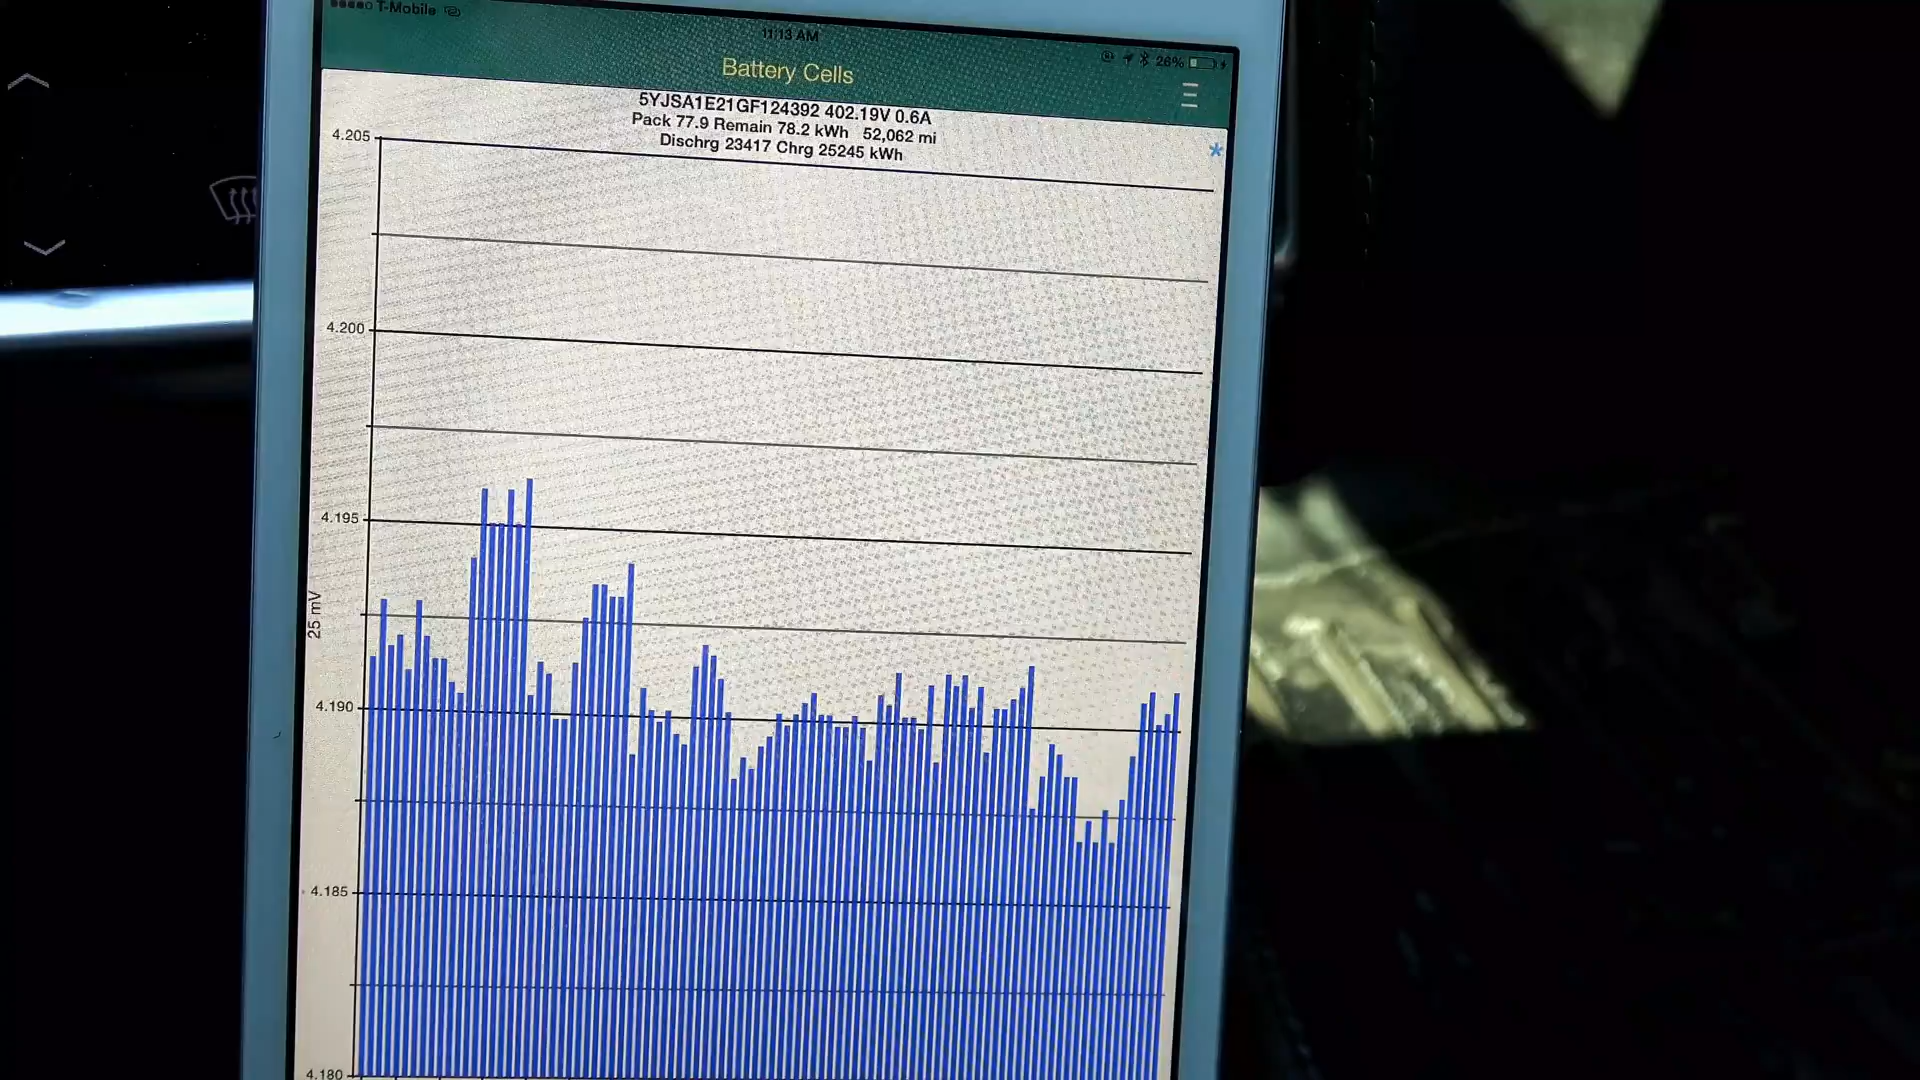 T-Mobile
11:13 AM
26%
Battery Cells
5YJSA1E21GF124392 402.19V 0.6A
Pack 77.9 Remain 78.2 kWh 52,062 mi
Dischrg 23417 Chrg 25245 kWh
4.205
4.200
4.195
25 mV
4.190
4.185
4.180